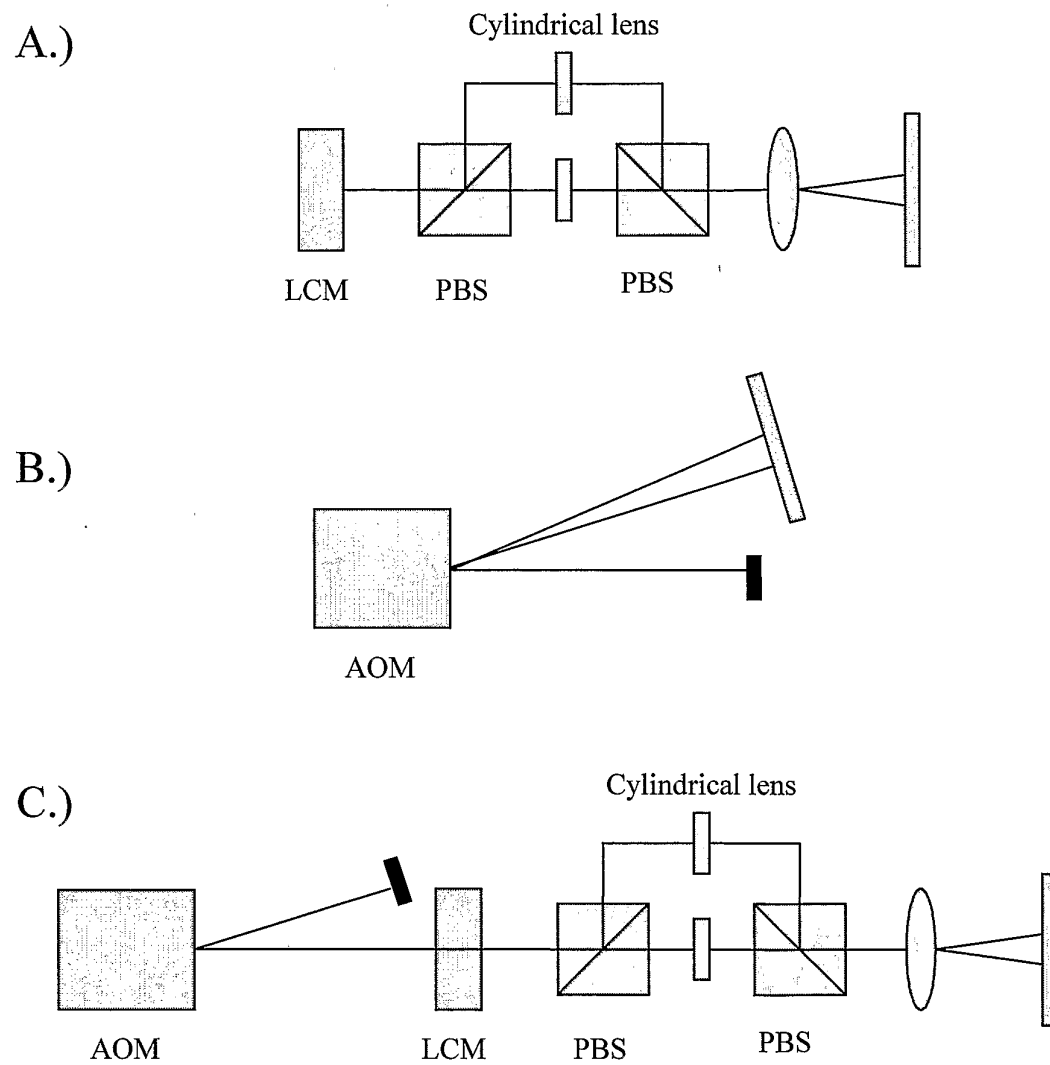 A.)
Cylindrical lens
LCM
PBS
PBS
B.)
AOM
C.)
Cylindrical lens
AOM
LCM
PBS
PBS